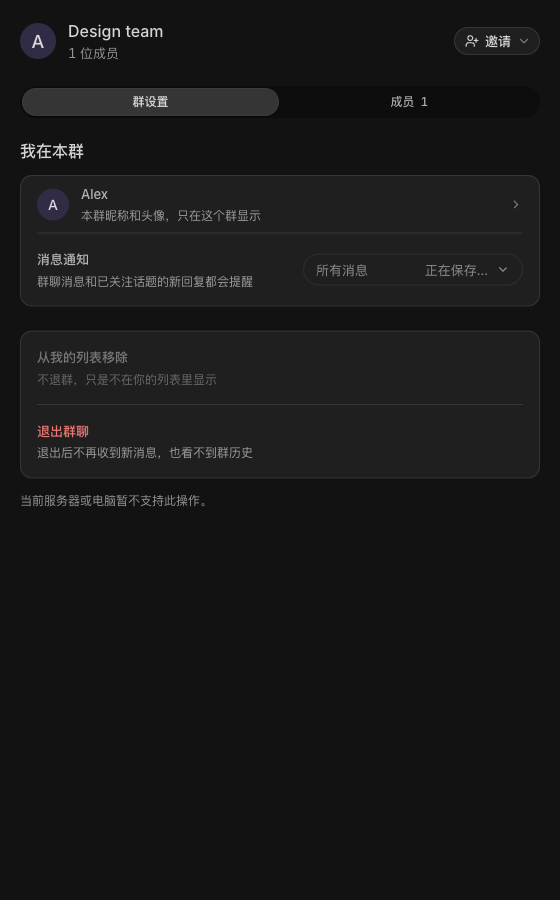 A
Design team
1 位成员
邀请
群设置
成员 1
我在本群
A
Alex
本群昵称和头像，只在这个群显示
消息通知
群聊消息和已关注话题的新回复都会提醒
所有消息
正在保存...
从我的列表移除
不退群，只是不在你的列表里显示
退出群聊
退出后不再收到新消息，也看不到群历史
当前服务器或电脑暂不支持此操作。